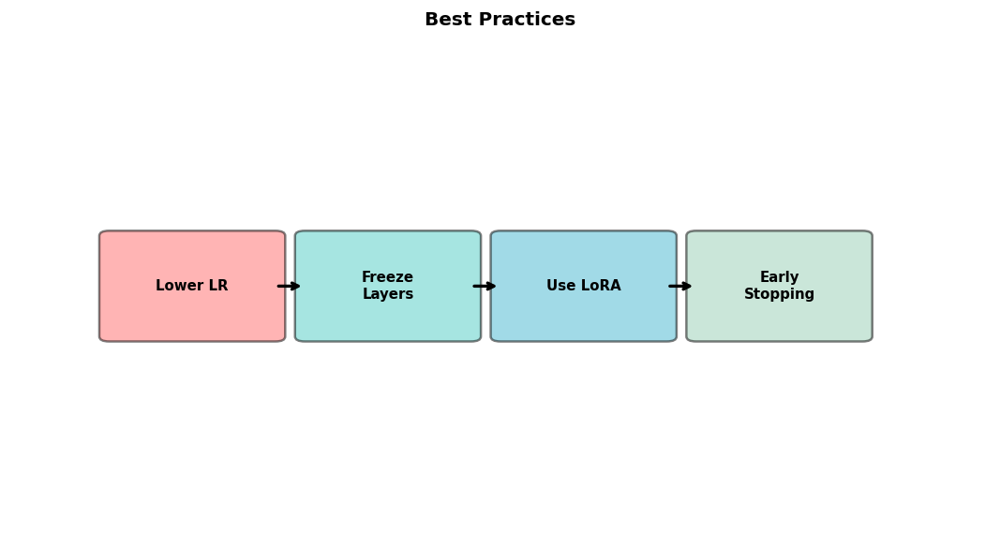 Best Practices
Lower LR
Freeze
Layers
Use LoRA
Early
Stopping